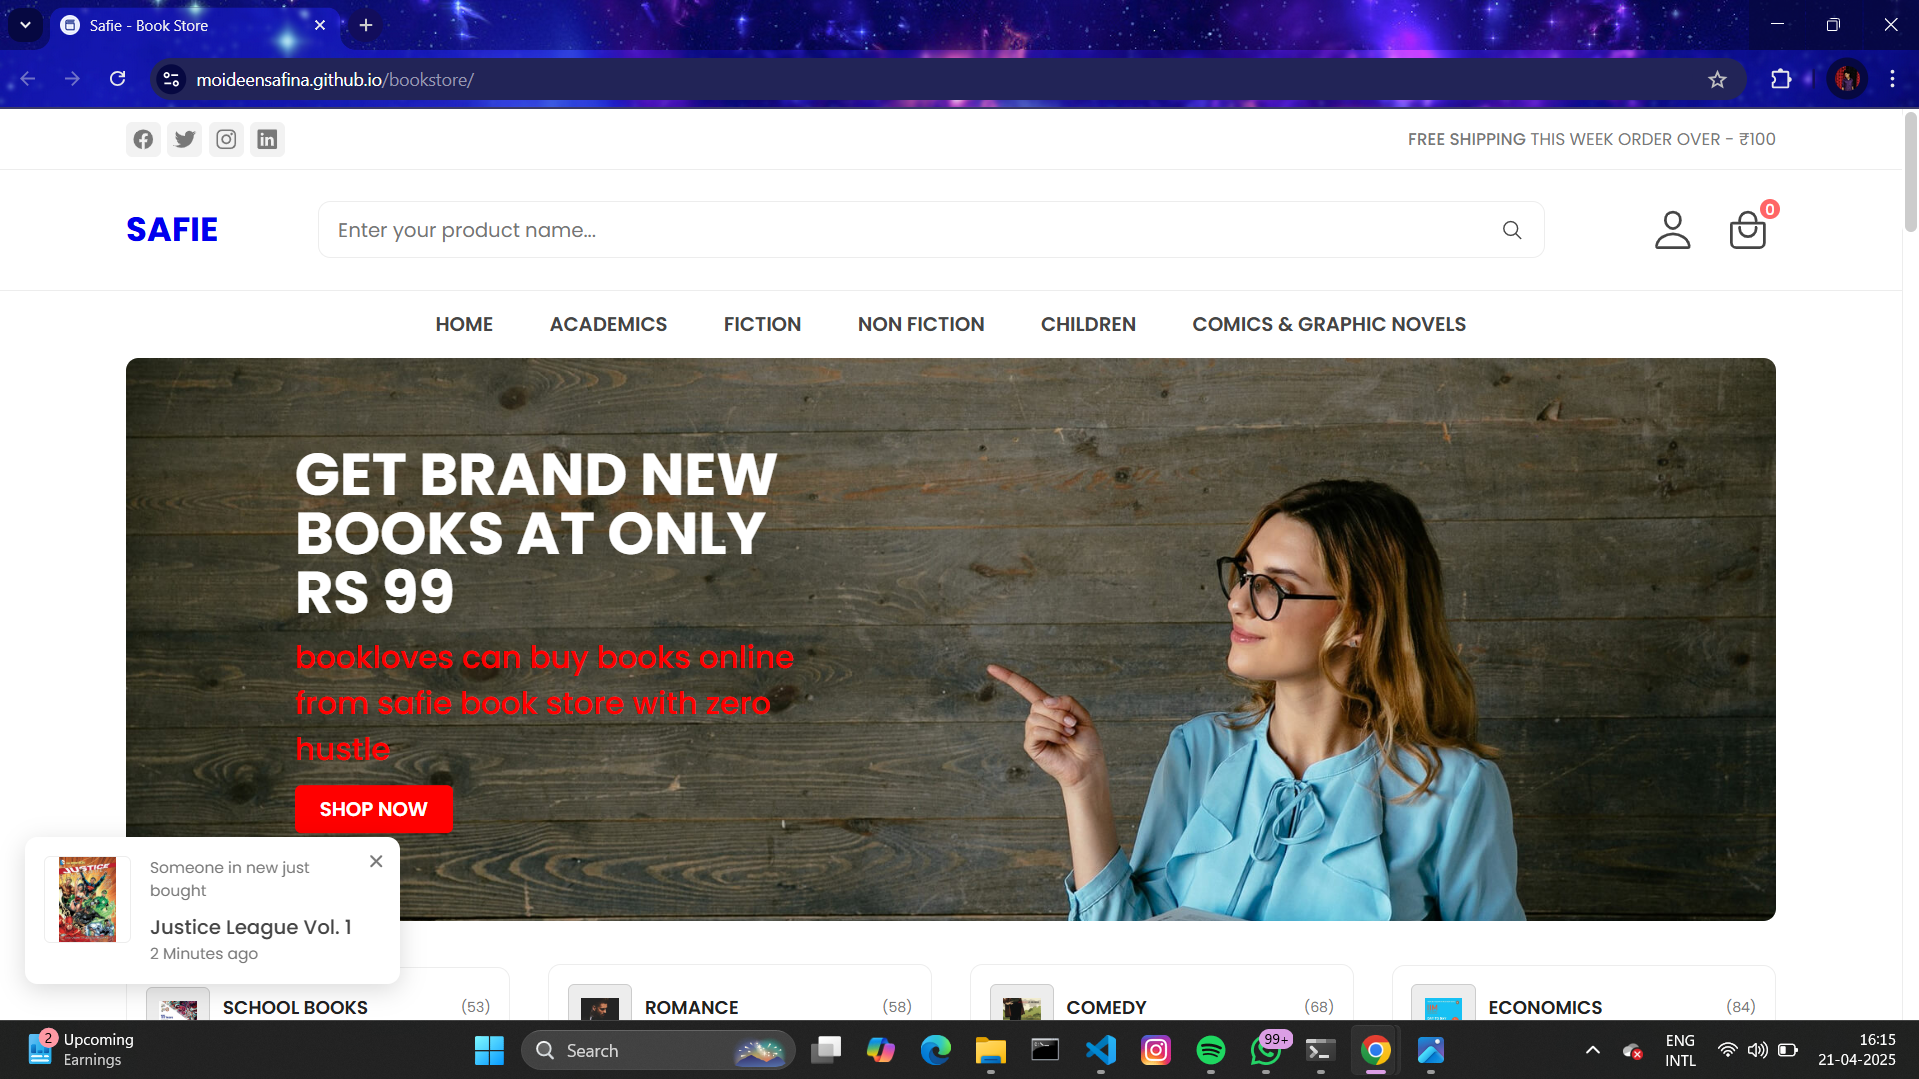 Safie - Book Store
moideensafina.github.io/bookstore/
FREE SHIPPING THIS WEEK ORDER OVER - ₹100
SAFIE
Enter your product name...
0
HOME
ACADEMICS
FICTION
NON FICTION
CHILDREN
COMICS & GRAPHIC NOVELS
GET BRAND NEW
BOOKS AT ONLY
RS 99
bookloves can buy books online
from safie book store with zero
hustle
SHOP NOW
Someone in new just
bought
Justice League Vol. 1
2 Minutes ago
JUSTICE
SCHOOL BOOKS
(53)
ROMANCE
(58)
COMEDY
(68)
ECONOMICS
(84)
2
Upcoming
Earnings
Search
99+
ENG
INTL
16:15
21-04-2025